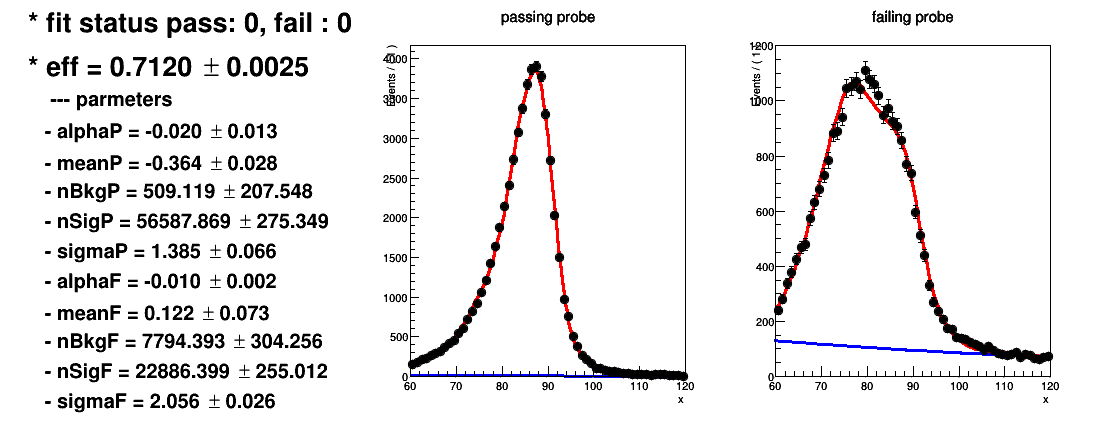 * fit status pass: 0, fail : 0
* eff = 0.7120 ± 0.0025
--- parmeters
- alphaP = -0.020 ± 0.013
- meanP = -0.364 ± 0.028
- nBkgP = 509.119 ± 207.548
- nSigP = 56587.869 ± 275.349
- sigmaP = 1.385 ± 0.066
- alphaF = -0.010 ± 0.002
- meanF = 0.122 ± 0.073
- nBkgF = 7794.393 ± 304.256
- nSigF = 22886.399 ± 255.012
- sigmaF = 2.056 ± 0.026
passing probe
4000
3500
3000
2500
2000
1500
1000
500
0
60 70 80 90 100 110 120
x
failing probe
1200
1000
800
600
400
200
0
60 70 80 90 100 110 120
x